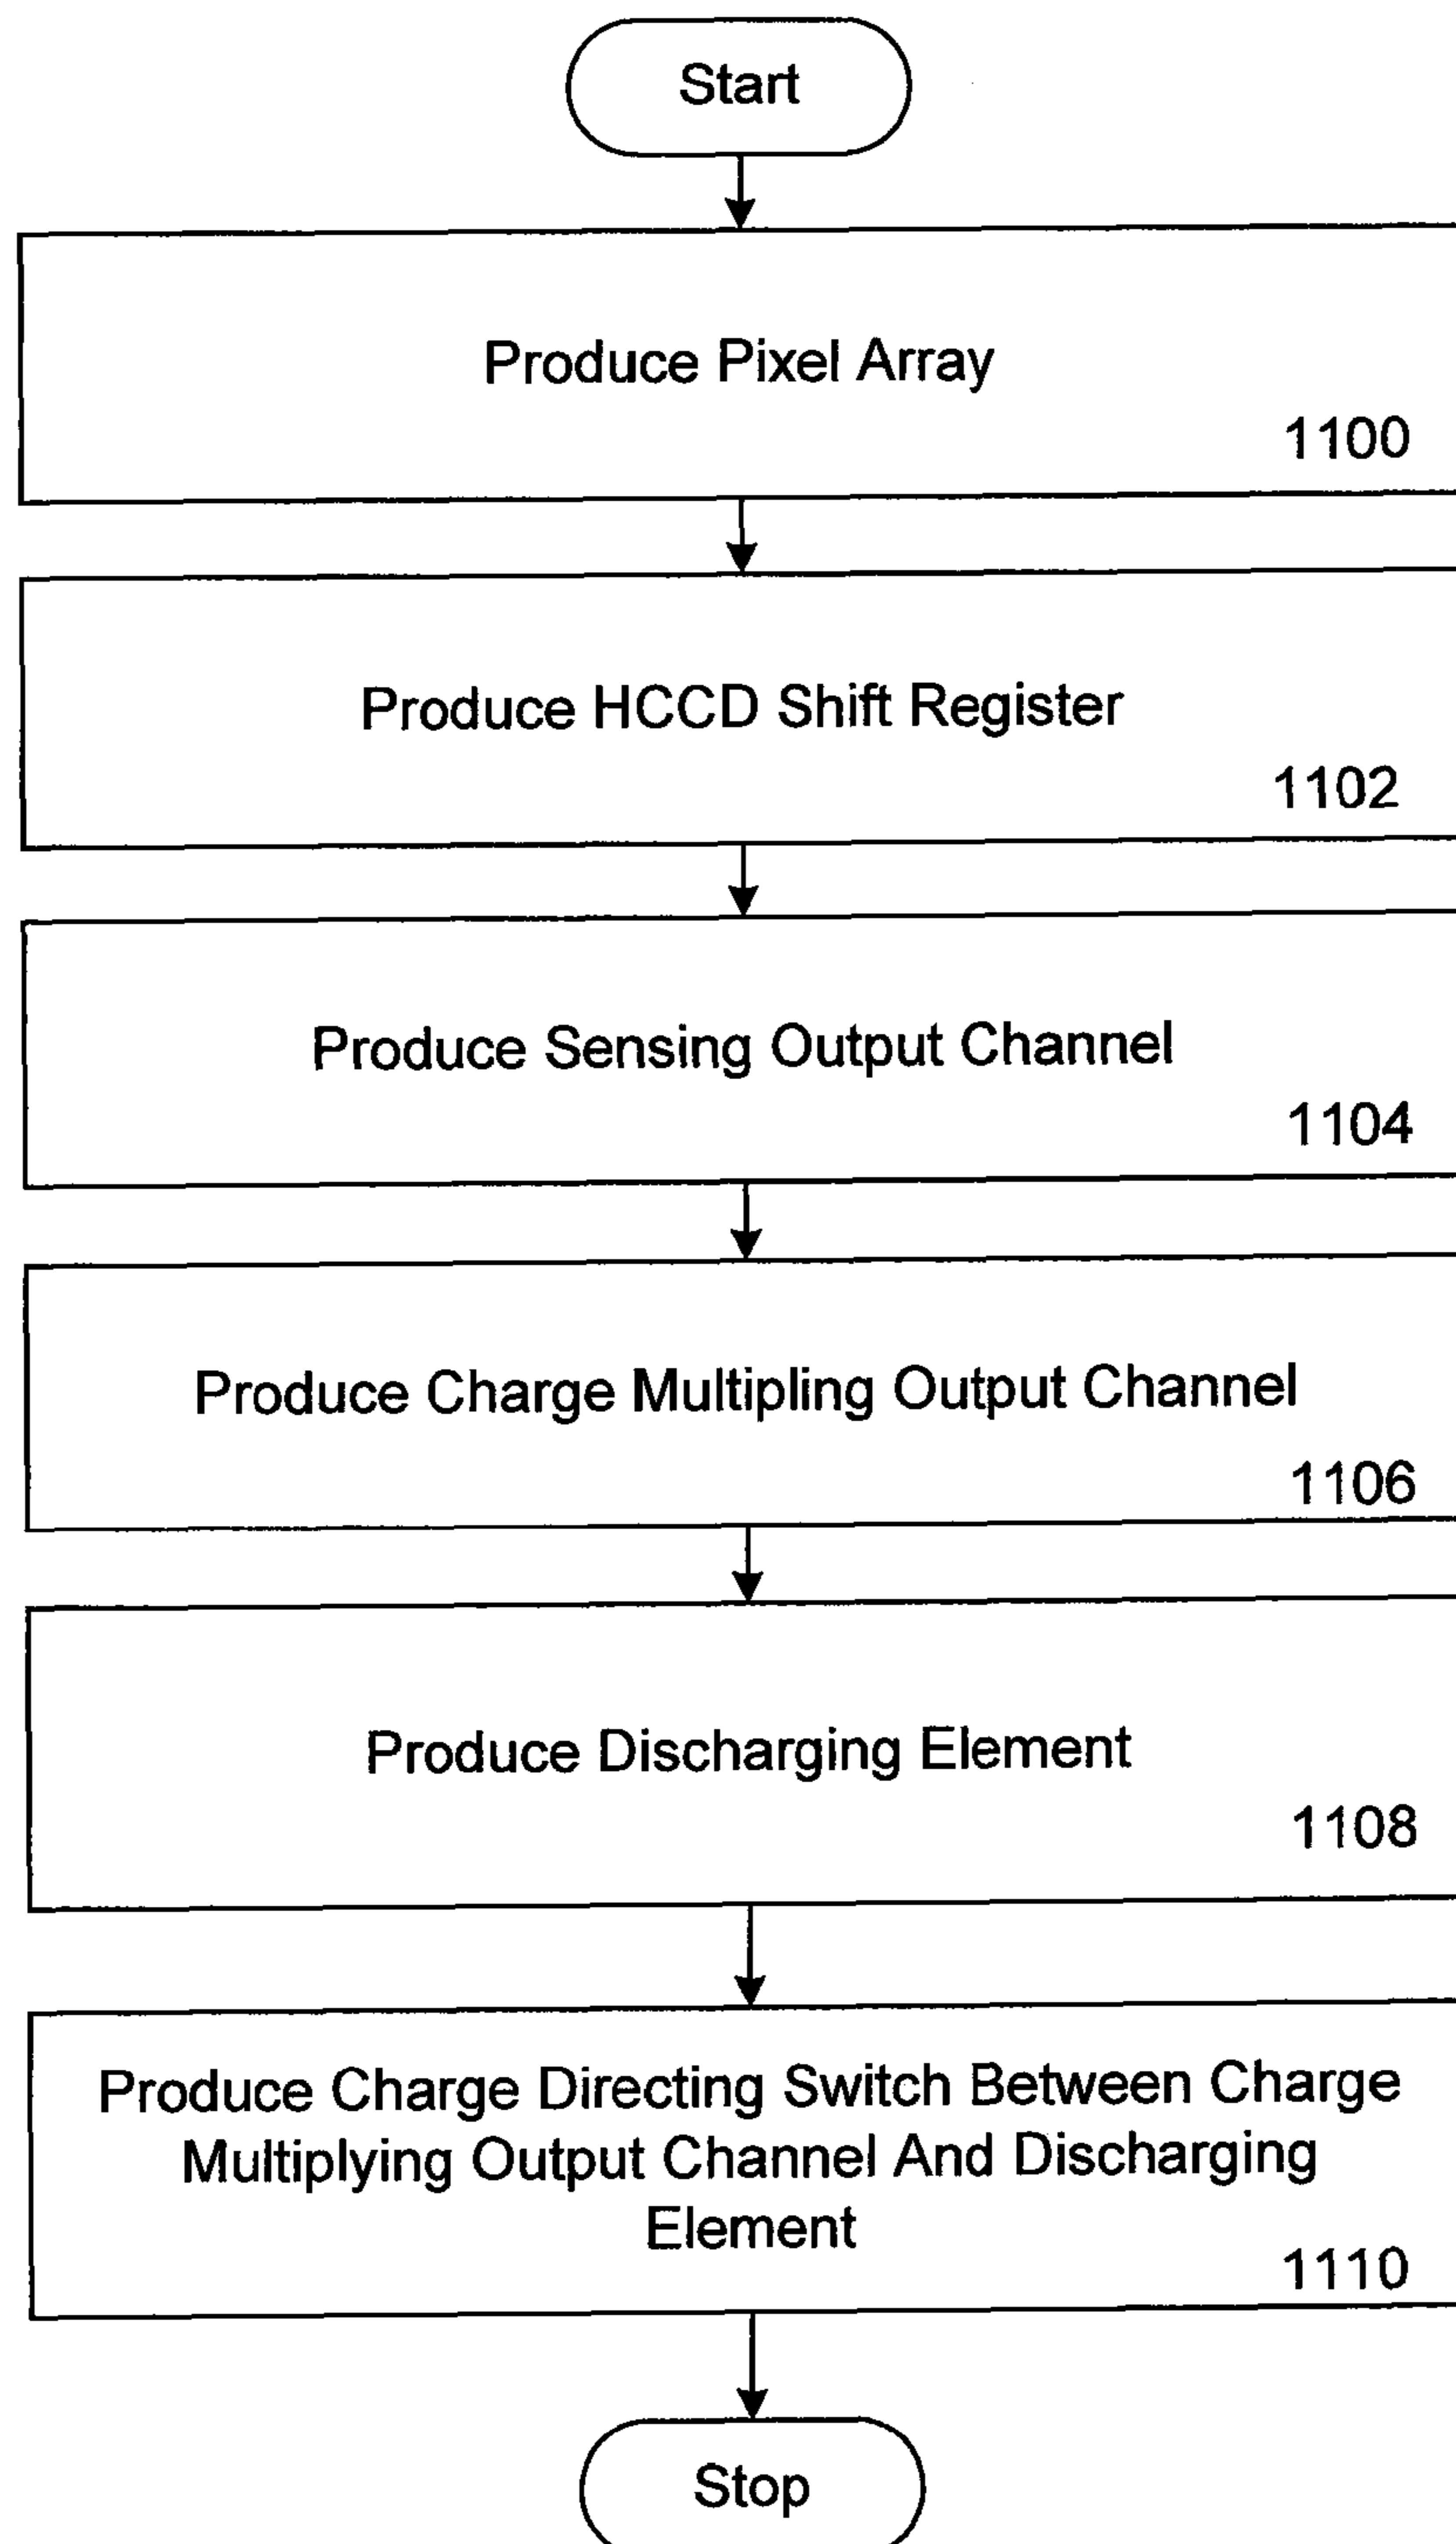 Start
Produce Pixel Array
1100
Produce HCCD Shift Register
1102
Produce Sensing Output Channel
1104
Produce Charge Multipling Output Channel
1106
Produce Discharging Element
1108
Produce Charge Directing Switch Between Charge
Multiplying Output Channel And Discharging
Element
1110
Stop